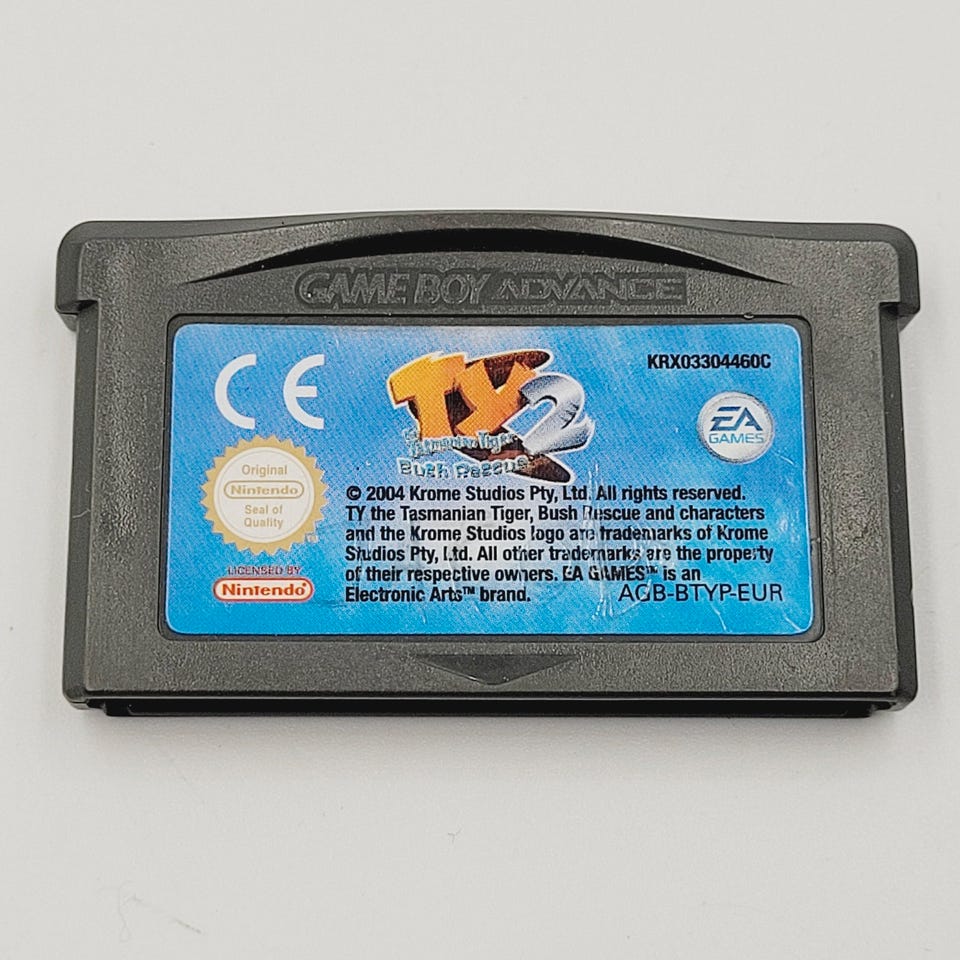 GAME BOY ADVANCE
CE
TY 2
the Tasmanian Tiger
Bush Rescue
KRX03304460C
EA
GAMES
Original
Nintendo
Seal of
Quality
LICENSED BY
Nintendo
© 2004 Krome Studios Pty, Ltd. All rights reserved.
TY the Tasmanian Tiger, Bush Rescue and characters
and the Krome Studios logo are trademarks of Krome
Studios Pty, Ltd. All other trademarks are the property
of their respective owners. EA GAMES™ is an
Electronic Arts™ brand.
AGB-BTYP-EUR